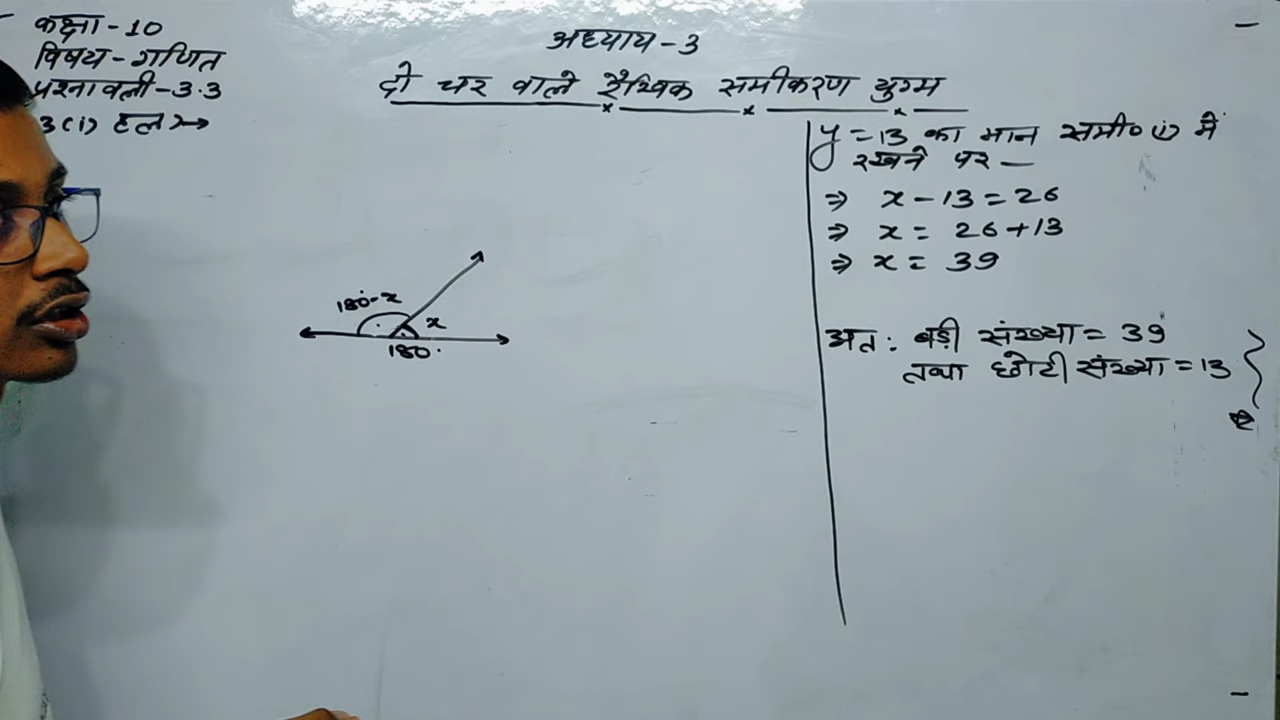 कक्षा-10
विषय-गणित
प्रश्नावली-3.3
3(i) हल →
अध्याय-3
दो चर वाले रैखिक समीकरण युग्म
180°-x
x
180°
y = 13 का मान समी० (i) में
रखने पर —
⇒ x - 13 = 26
⇒ x = 26 + 13
⇒ x = 39
अत: बड़ी संख्या = 39
तथा छोटी संख्या = 13